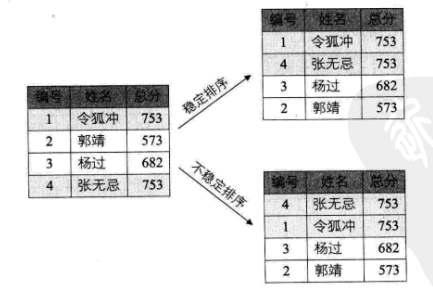 编号 姓名 总分
1 令狐冲 753
4 张无忌 753
3 杨过 682
2 郭靖 573
稳定排序
编号 姓名 总分
1 令狐冲 753
2 郭靖 573
3 杨过 682
4 张无忌 753
不稳定排序
编号 姓名 总分
4 张无忌 753
1 令狐冲 753
3 杨过 682
2 郭靖 573